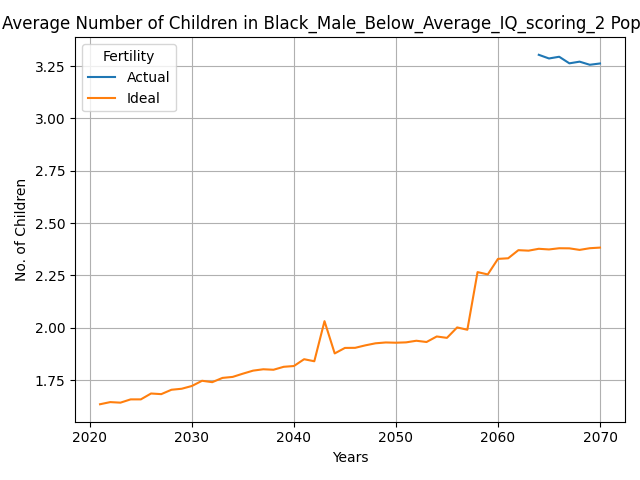 Average Number of Children in Black_Male_Below_Average_IQ_scoring_2 Pop
Fertility
Actual
Ideal
3.25
3.00
2.75
2.50
2.25
2.00
1.75
No. of Children
2020 2030 2040 2050 2060 2070
Years